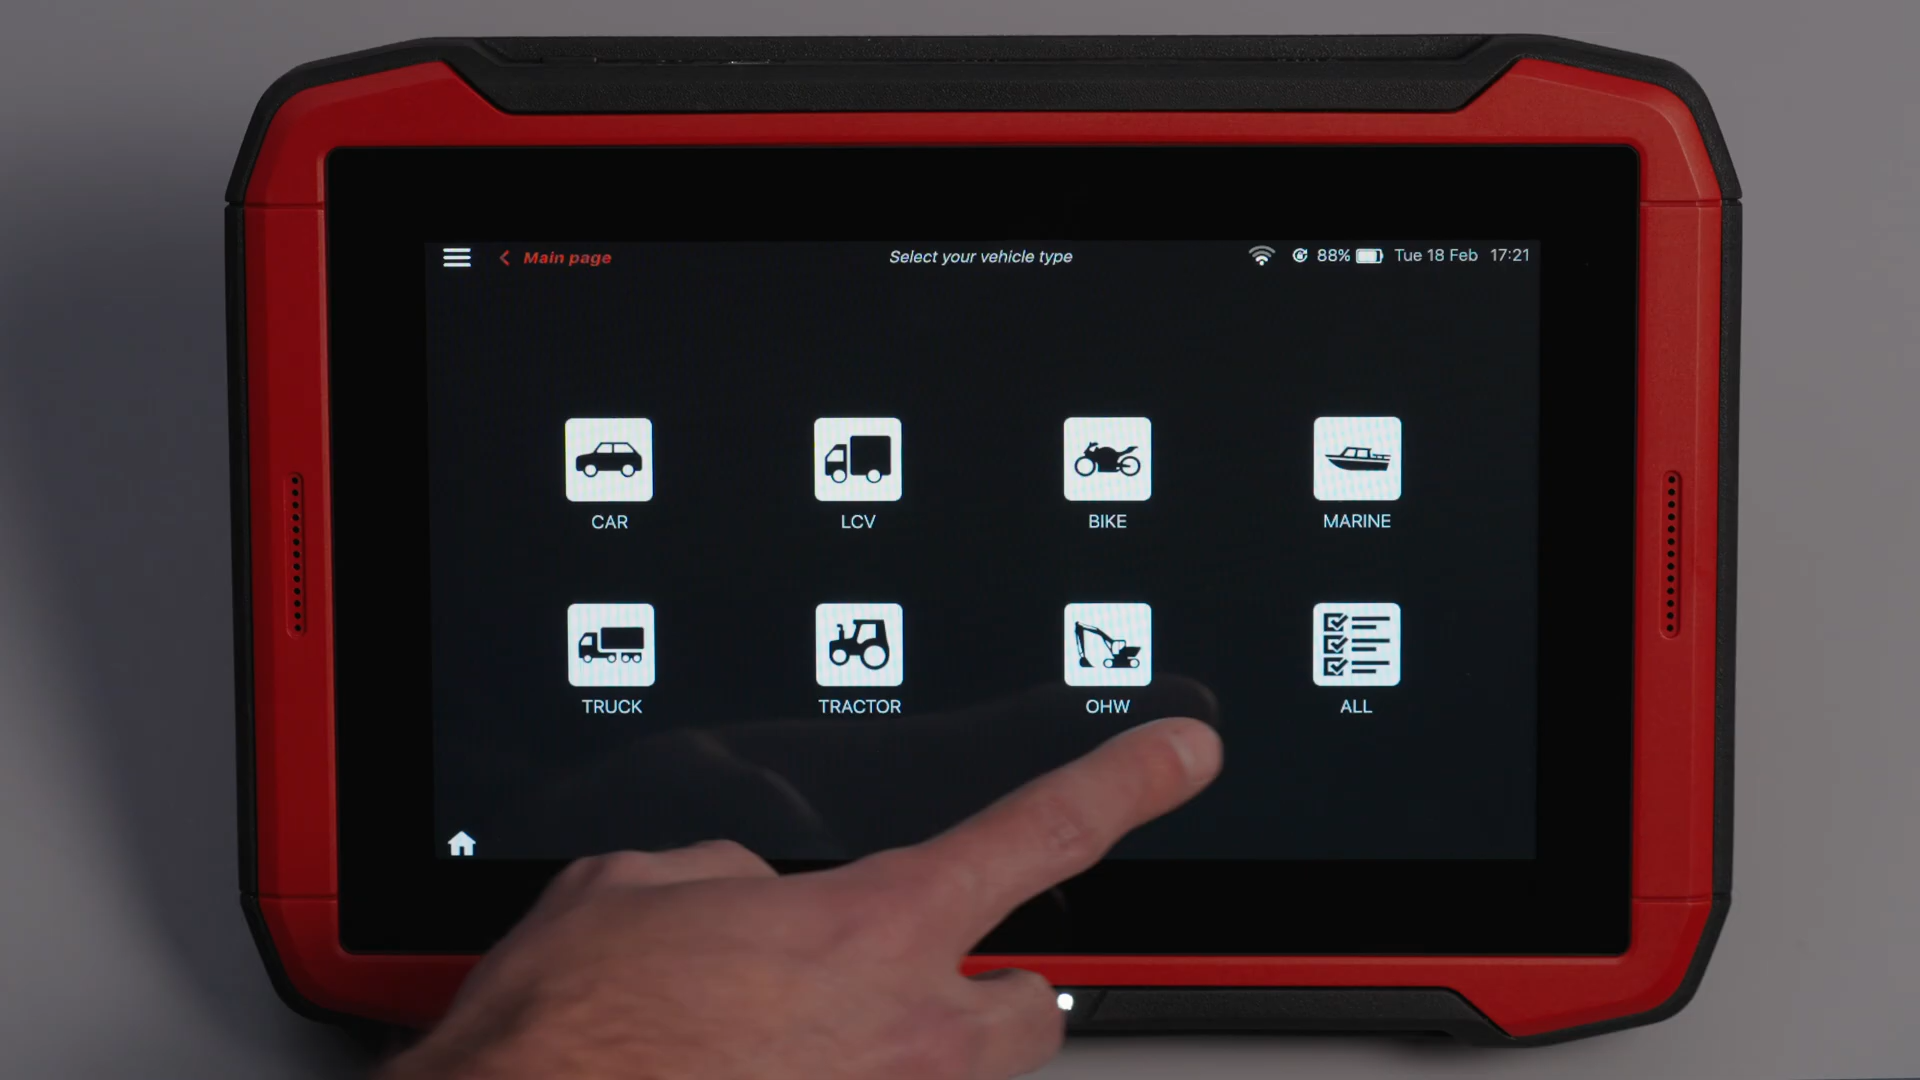 Main page
Select your vehicle type
88% Tue 18 Feb 17:21
CAR LCV BIKE MARINE
TRUCK TRACTOR OHW ALL